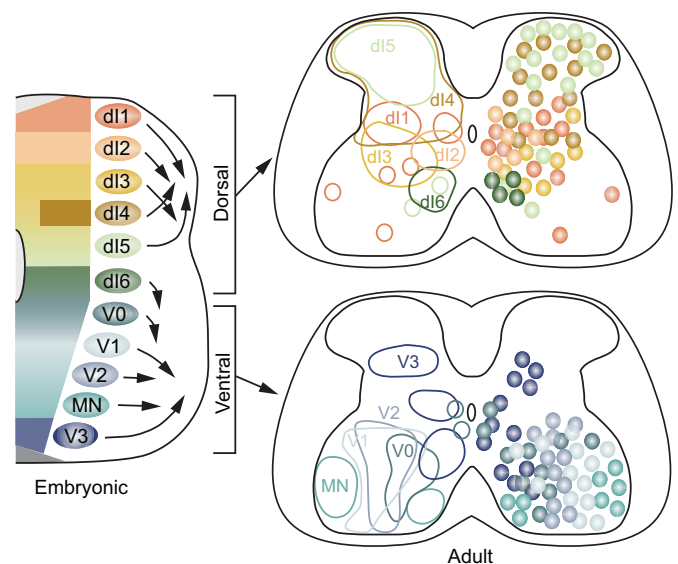 dI1
dI2
dI3
dI4
dI5
dI6
V0
V1
V2
MN
V3
Embryonic
Dorsal
Ventral
dI5
dI4
dI1
dI3
dI2
dI6
V3
V2
V1
V0
MN
Adult